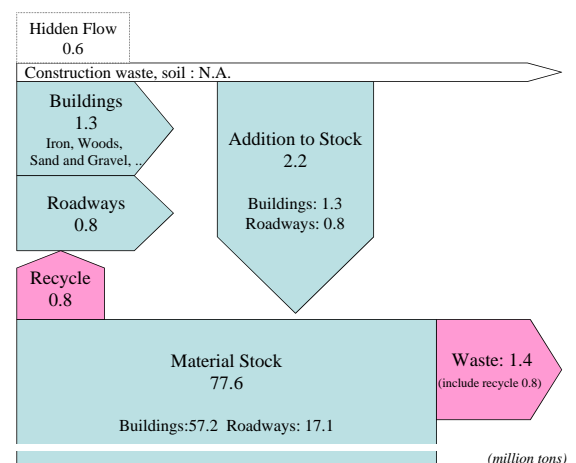 Hidden Flow
0.6
Construction waste, soil : N.A.
Buildings
1.3
Iron, Woods,
Sand and Gravel, ..
Roadways
0.8
Addition to Stock
2.2
Buildings: 1.3
Roadways: 0.8
Recycle
0.8
Material Stock
77.6
Buildings:57.2 Roadways: 17.1
Waste: 1.4
(include recycle 0.8)
(million tons)